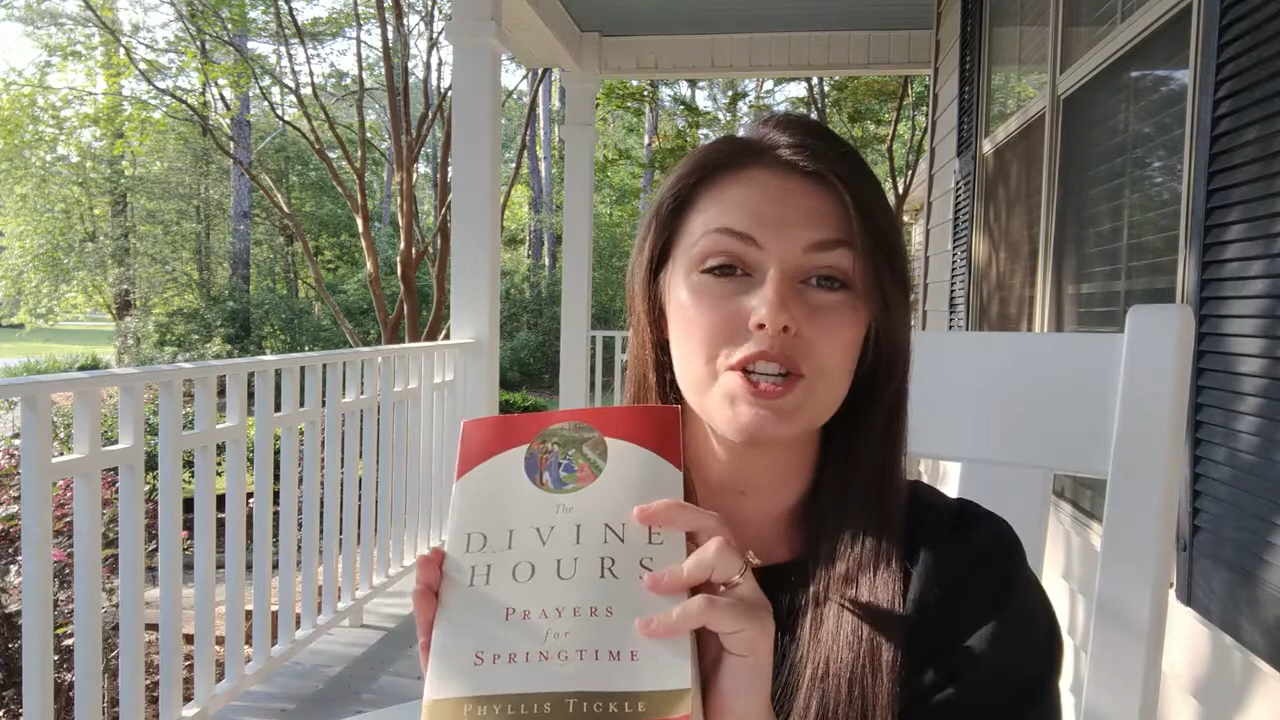 The
DIVINE
HOURS
PRAYERS
for
SPRINGTIME
PHYLLIS TICKLE